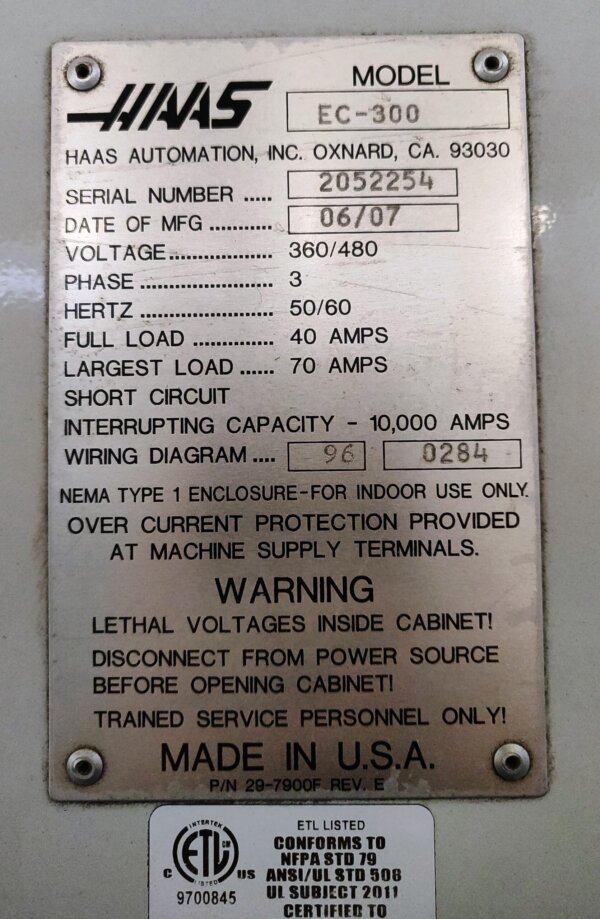 HAAS
MODEL
EC-300
HAAS AUTOMATION, INC. OXNARD, CA. 93030
SERIAL NUMBER ..... 2052254
DATE OF MFG ........... 06/07
VOLTAGE.................. 360/480
PHASE ....................... 3
HERTZ ....................... 50/60
FULL LOAD .............. 40 AMPS
LARGEST LOAD ...... 70 AMPS
SHORT CIRCUIT
INTERRUPTING CAPACITY - 10,000 AMPS
WIRING DIAGRAM .... 96 0284
NEMA TYPE 1 ENCLOSURE-FOR INDOOR USE ONLY.
OVER CURRENT PROTECTION PROVIDED
AT MACHINE SUPPLY TERMINALS.
WARNING
LETHAL VOLTAGES INSIDE CABINET!
DISCONNECT FROM POWER SOURCE
BEFORE OPENING CABINET!
TRAINED SERVICE PERSONNEL ONLY!
MADE IN U.S.A.
P/N 29-7900F REV. E
INTERTEK
C ETL CM US
LISTED
9700845
ETL LISTED
CONFORMS TO
NFPA STD 79
ANSI/UL STD 508
UL SUBJECT 2011
CERTIFIED TO